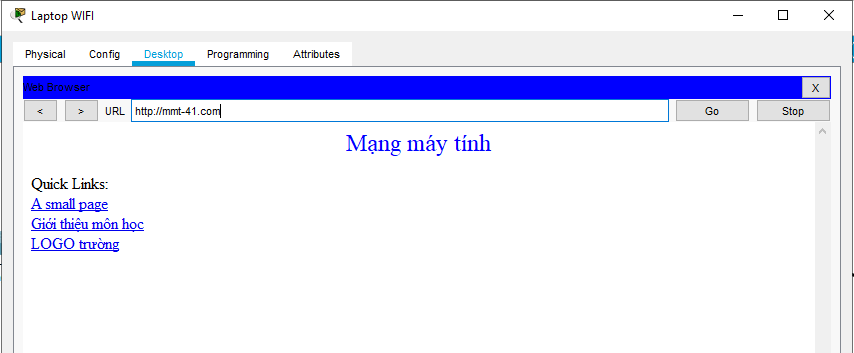 Laptop WIFI
Physical Config Desktop Programming Attributes
Web Browser X
< > URL http://mmt-41.com Go Stop
Mạng máy tính
Quick Links:
A small page
Giới thiệu môn học
LOGO trường